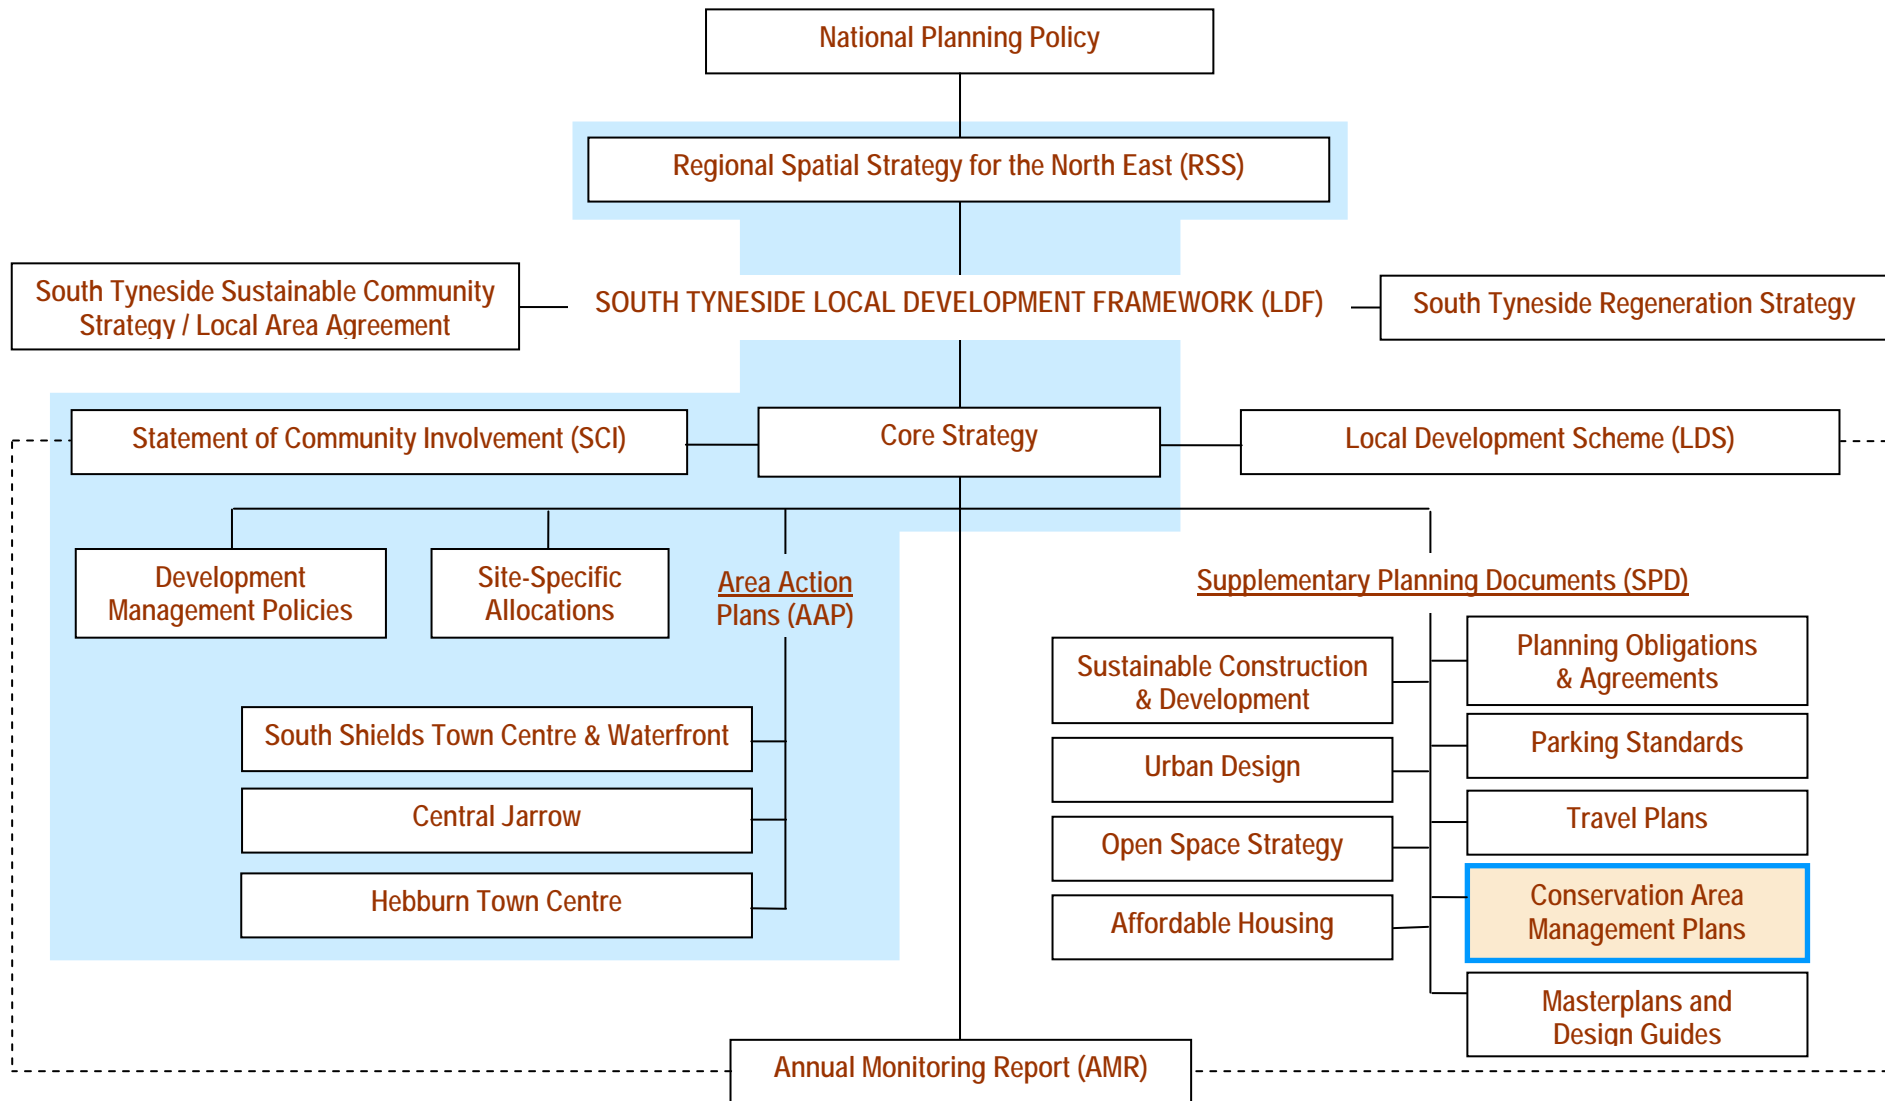 National Planning Policy
Regional Spatial Strategy for the North East (RSS)
South Tyneside Sustainable Community
Strategy / Local Area Agreement
SOUTH TYNESIDE LOCAL DEVELOPMENT FRAMEWORK (LDF)
South Tyneside Regeneration Strategy
Statement of Community Involvement (SCI)
Core Strategy
Local Development Scheme (LDS)
Development
Management Policies
Site-Specific
Allocations
Area Action
Plans (AAP)
Supplementary Planning Documents (SPD)
South Shields Town Centre & Waterfront
Central Jarrow
Hebburn Town Centre
Sustainable Construction
& Development
Urban Design
Open Space Strategy
Affordable Housing
Planning Obligations
& Agreements
Parking Standards
Travel Plans
Conservation Area
Management Plans
Masterplans and
Design Guides
Annual Monitoring Report (AMR)